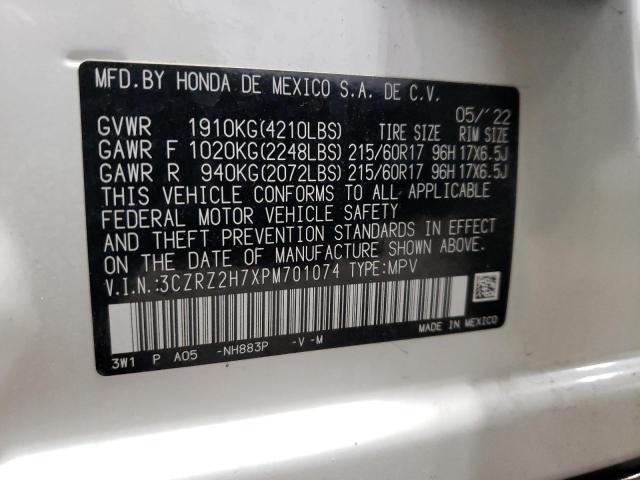 MFD.BY HONDA DE MEXICO S.A. DE C.V.
05/'22
GVWR 1910KG(4210LBS) TIRE SIZE RIM SIZE
GAWR F 1020KG(2248LBS) 215/60R17 96H 17X6.5J
GAWR R 940KG(2072LBS) 215/60R17 96H 17X6.5J
THIS VEHICLE CONFORMS TO ALL APPLICABLE
FEDERAL MOTOR VEHICLE SAFETY
AND THEFT PREVENTION STANDARDS IN EFFECT
ON THE DATE OF MANUFACTURE SHOWN ABOVE.
V.I.N.:3CZRZ2H7XPM701074 TYPE:MPV
MADE IN MEXICO
3W1 P A05 -NH883P -V -M